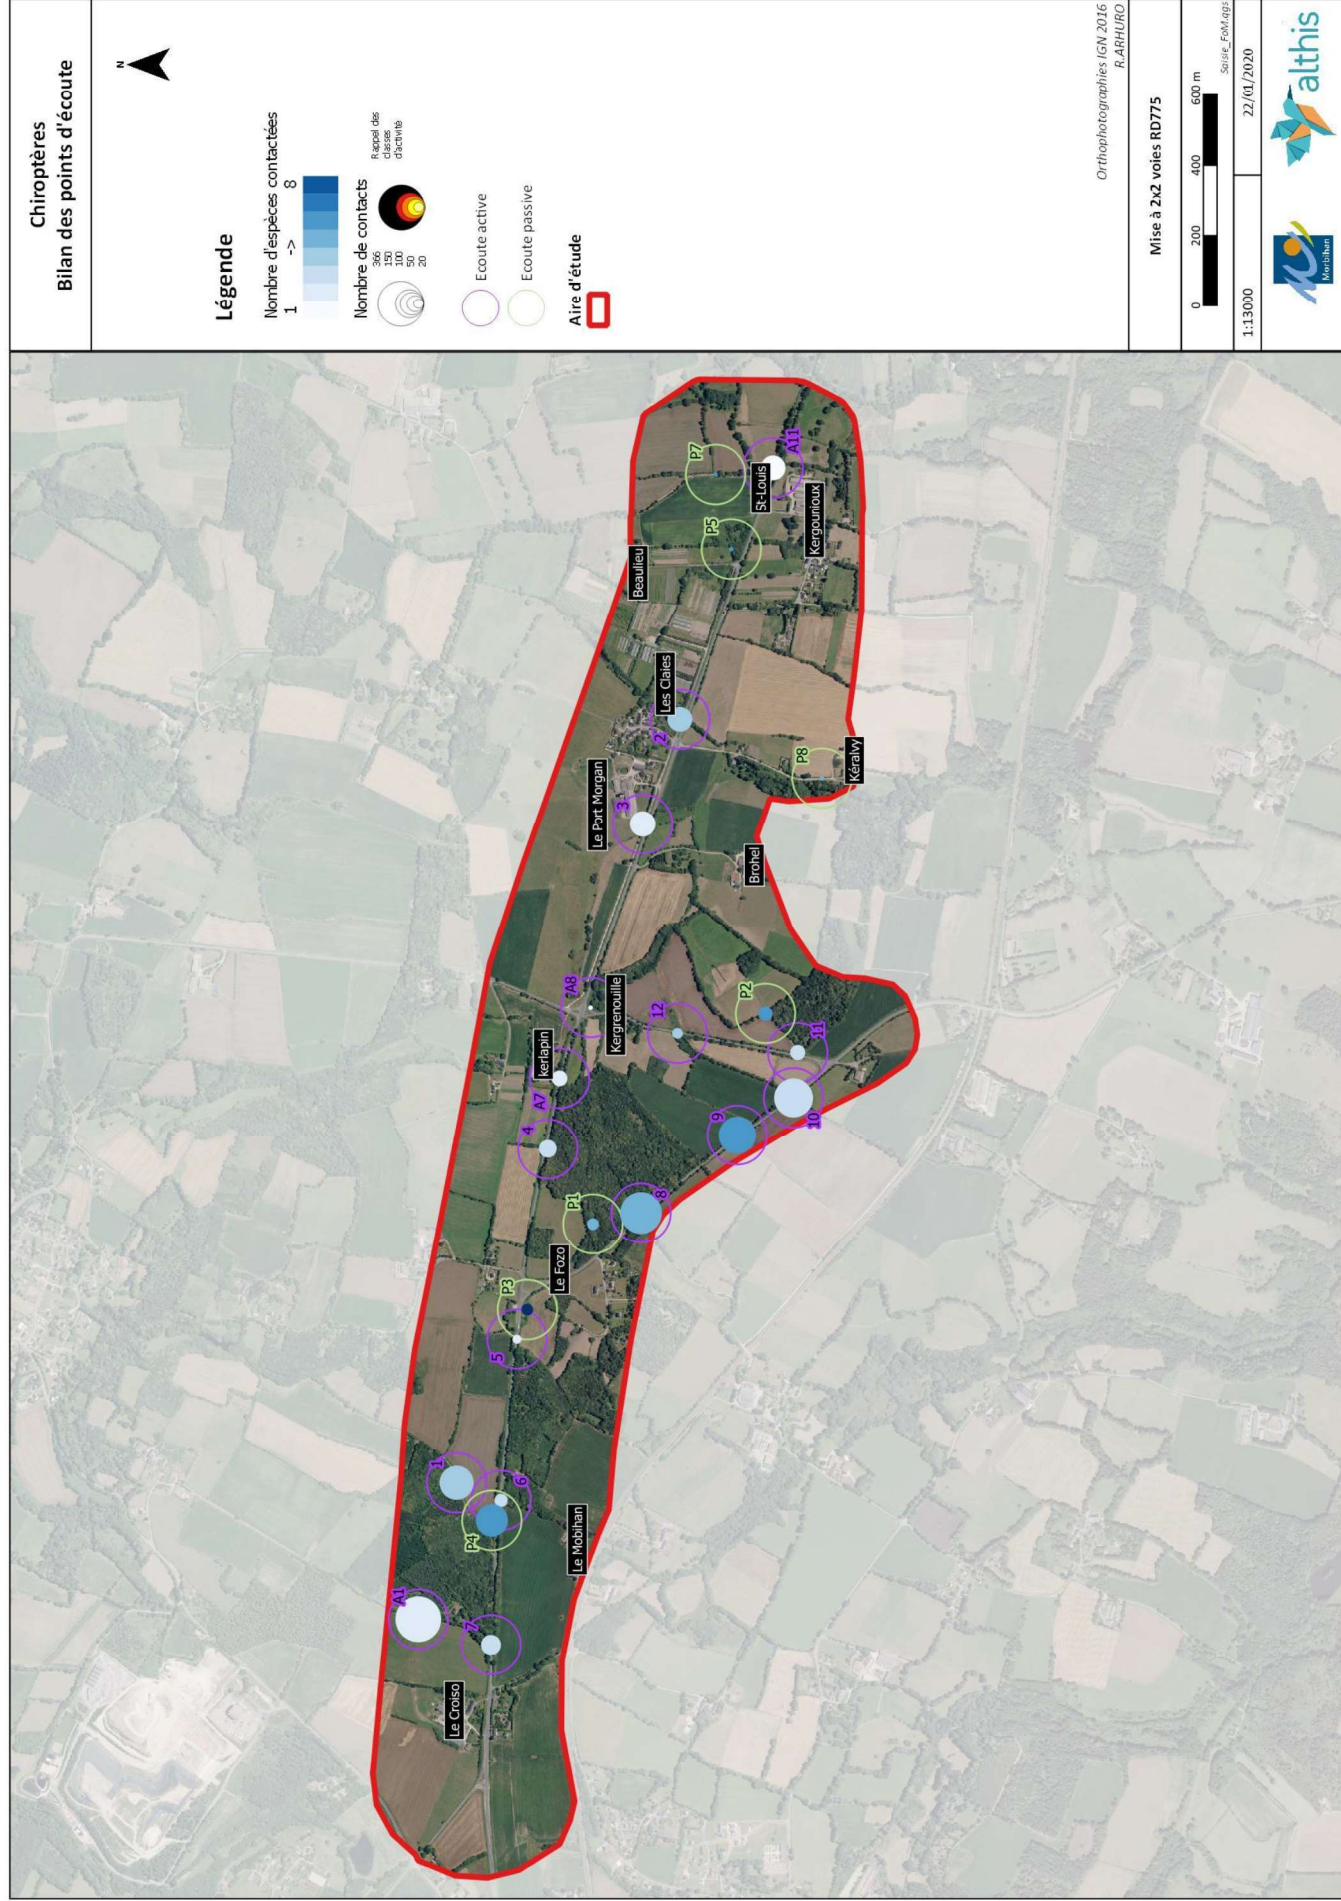 Chiroptères
Bilan des points d'écoute
N
Légende
Nombre d'espèces contactées
1 -> 8
Nombre de contacts
366
150
100
50
20
Rappel des
classes
d'activité
Ecoute active
Ecoute passive
Aire d'étude
Orthophotographies IGN 2016
R.ARHURO
Mise à 2x2 voies RD775
0 200 400 600 m
Saisie_FoM.qgs
1:13000
22/01/2020
Morbihan
althis
Le Croiso
A1
7
Le Mobihan
P4
6
1
5
P3
Le Fozo
P1
8
4
A7
kerlapin
9
10
11
12
P2
A8
Kergrenouille
Brohel
Le Port Morgan
3
2
Les Claies
P8
Kéralvy
Beaulieu
P5
Kergounioux
St-Louis
P7
A11